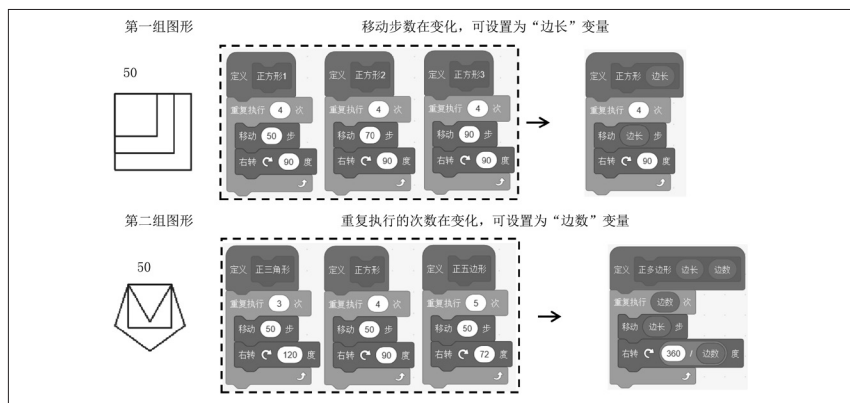 第一组图形
移动步数在变化，可设置为“边长”变量
50
定义 正方形1
重复执行 4 次
移动 50 步
右转 90 度
定义 正方形2
重复执行 4 次
移动 70 步
右转 90 度
定义 正方形3
重复执行 4 次
移动 90 步
右转 90 度
定义 正方形 边长
重复执行 4 次
移动 边长 步
右转 90 度
第二组图形
重复执行的次数在变化，可设置为“边数”变量
50
定义 正三角形
重复执行 3 次
移动 50 步
右转 120 度
定义 正方形
重复执行 4 次
移动 50 步
右转 90 度
定义 正五边形
重复执行 5 次
移动 50 步
右转 72 度
定义 正多边形 边长 边数
重复执行 边数 次
移动 边长 步
右转 360 / 边数 度